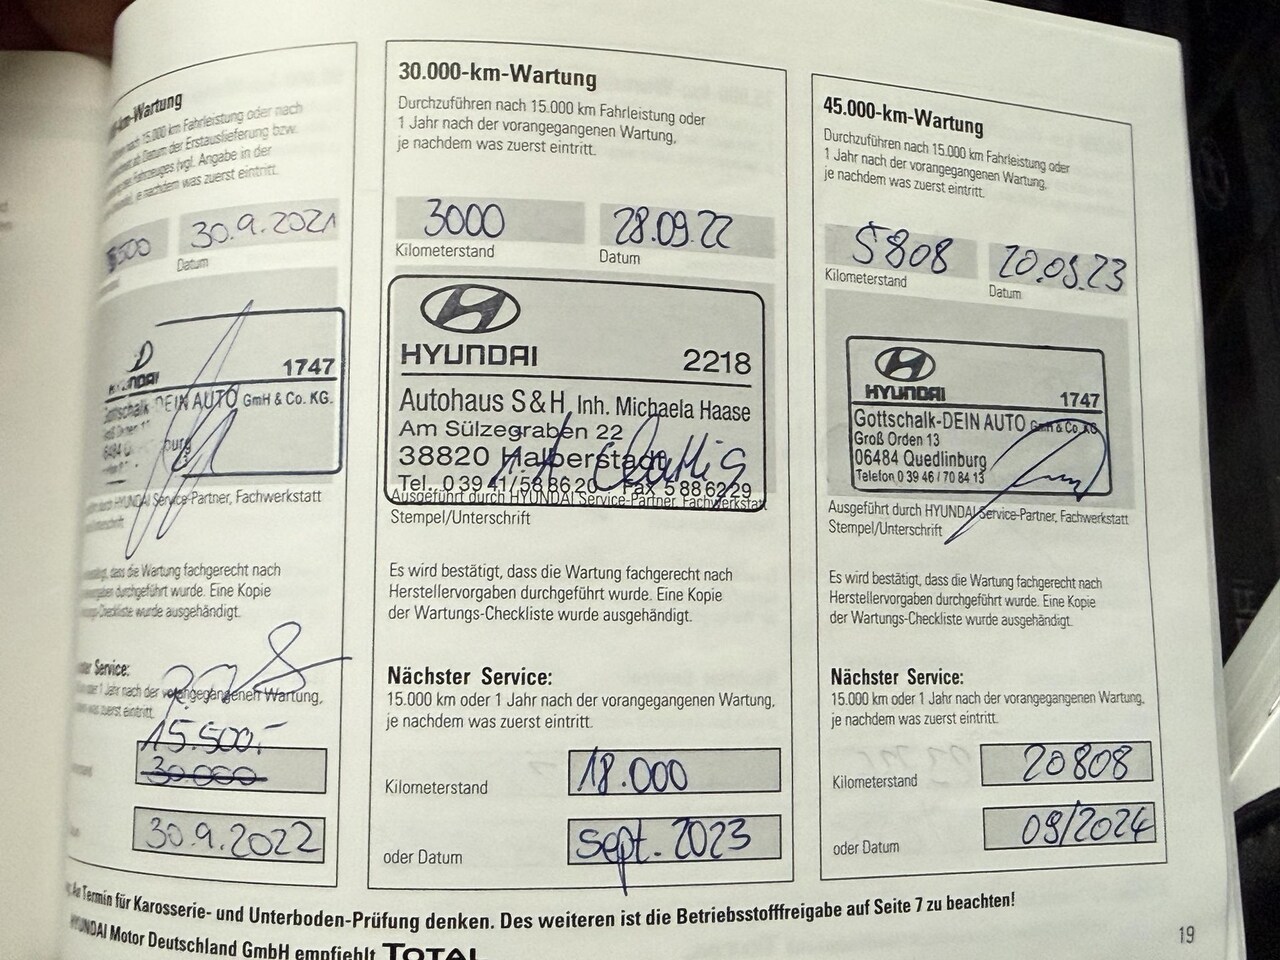 km-Wartung
nach 15.000 km Fahrleistung oder nach
Datum der Erstauslieferung bzw.
des Fahrzeuges (vgl. Angabe in der
je nachdem was zuerst eintritt.
500
30.9.2021
Datum
HYUNDAI
1747
Gottschalk-DEIN AUTO GmH & Co. KG.
Groß Orden
burg
durch HYUNDAI Service-Partner, Fachwerkstatt
dass die Wartung fachgerecht nach
durchgeführt wurde. Eine Kopie
Checkliste wurde ausgehändigt.
Service:
oder 1 Jahr nach der vorangegangenen Wartung,
was zuerst eintritt.
15.500,-
30.000
30.9.2022
30.000-km-Wartung
Durchzuführen nach 15.000 km Fahrleistung oder
1 Jahr nach der vorangegangenen Wartung,
je nachdem was zuerst eintritt.
3000
28.09.22
Kilometerstand
Datum
HYUNDAI
2218
Autohaus S&H, Inh. Michaela Haase
Am Sülzegraben 22
38820 Halberstadt
Tel. 0 39 41/58 86 20 Fax 5 88 62 29
Ausgeführt durch HYUNDAI Service-Partner, Fachwerkstatt
Stempel/Unterschrift
Es wird bestätigt, dass die Wartung fachgerecht nach
Herstellervorgaben durchgeführt wurde. Eine Kopie
der Wartungs-Checkliste wurde ausgehändigt.
Nächster Service:
15.000 km oder 1 Jahr nach der vorangegangenen Wartung,
je nachdem was zuerst eintritt.
Kilometerstand
18.000
oder Datum
Sept. 2023
45.000-km-Wartung
Durchzuführen nach 15.000 km Fahrleistung oder
1 Jahr nach der vorangegangenen Wartung,
je nachdem was zuerst eintritt.
5808
20.09.23
Kilometerstand
Datum
HYUNDAI
1747
Gottschalk-DEIN AUTO GmH & Co. KG
Groß Orden 13
06484 Quedlinburg
Telefon 0 39 46 / 70 84 13
Ausgeführt durch HYUNDAI Service-Partner, Fachwerkstatt
Stempel/Unterschrift
Es wird bestätigt, dass die Wartung fachgerecht nach
Herstellervorgaben durchgeführt wurde. Eine Kopie
der Wartungs-Checkliste wurde ausgehändigt.
Nächster Service:
15.000 km oder 1 Jahr nach der vorangegangenen Wartung,
je nachdem was zuerst eintritt.
Kilometerstand
20808
oder Datum
09/2024
An Termin für Karosserie- und Unterboden-Prüfung denken. Des weiteren ist die Betriebsstofffreigabe auf Seite 7 zu beachten!
HYUNDAI Motor Deutschland GmbH empfiehlt TOTAL
19